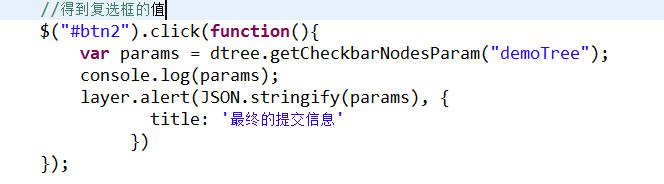 //得到复选框的值
$("#btn2").click(function(){
    var params = dtree.getCheckbarNodesParam("demoTree");
    console.log(params);
    layer.alert(JSON.stringify(params), {
            title: '最终的提交信息'
          })
});